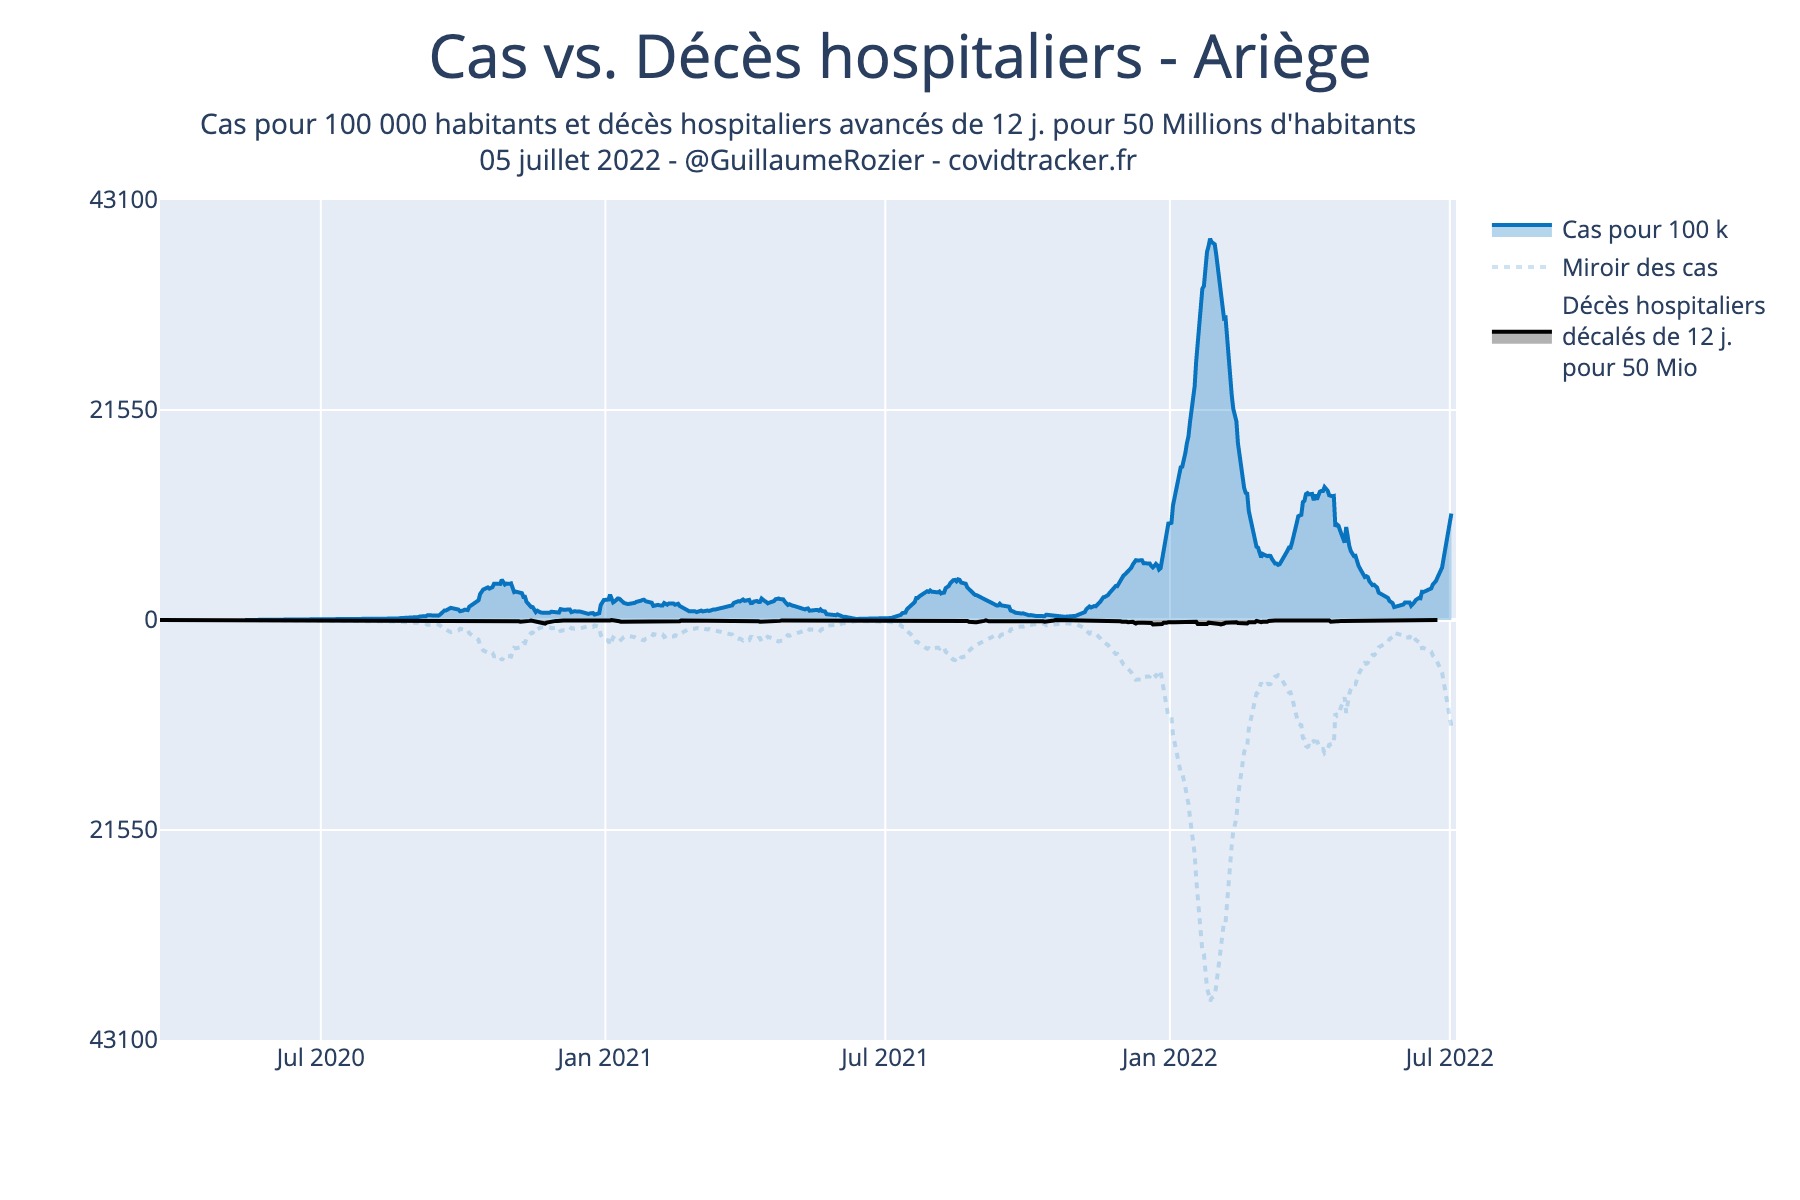 Cas vs. Décès hospitaliers - Ariège
Cas pour 100 000 habitants et décès hospitaliers avancés de 12 j. pour 50 Millions d'habitants
05 juillet 2022 - @GuillaumeRozier - covidtracker.fr
43100
21550
0
21550
43100
Jul 2020
Jan 2021
Jul 2021
Jan 2022
Jul 2022
Cas pour 100 k
Miroir des cas
Décès hospitaliers
décalés de 12 j.
pour 50 Mio